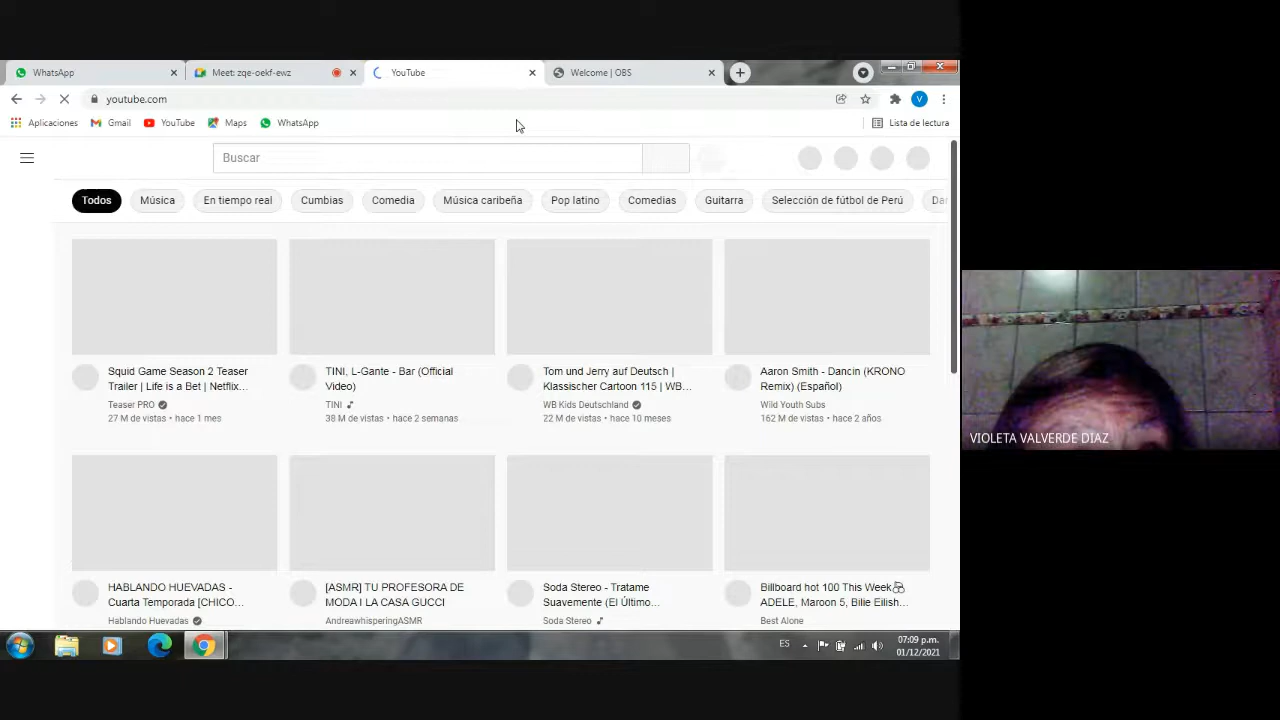 WhatsApp
Meet: zqe-oekf-ewz
YouTube
Welcome | OBS
youtube.com
Aplicaciones
Gmail
YouTube
Maps
WhatsApp
Lista de lectura
Buscar
Todos
Música
En tiempo real
Cumbias
Comedia
Música caribeña
Pop latino
Comedias
Guitarra
Selección de fútbol de Perú
Squid Game Season 2 Teaser
Trailer | Life is a Bet | Netflix...
Teaser PRO
27 M de vistas • hace 1 mes
TINI, L-Gante - Bar (Official
Video)
TINI
38 M de vistas • hace 2 semanas
Tom und Jerry auf Deutsch |
Klassischer Cartoon 115 | WB...
WB Kids Deutschland
22 M de vistas • hace 10 meses
Aaron Smith - Dancin (KRONO
Remix) (Español)
Wild Youth Subs
162 M de vistas • hace 2 años
HABLANDO HUEVADAS -
Cuarta Temporada [CHICO...
Hablando Huevadas
[ASMR] TU PROFESORA DE
MODA I LA CASA GUCCI
AndreawhisperingASMR
Soda Stereo - Tratame
Suavemente (El Último...
Soda Stereo
Billboard hot 100 This Week
ADELE, Maroon 5, Bilie Eilish...
Best Alone
V
VIOLETA VALVERDE DIAZ
ES
07:09 p.m.
01/12/2021